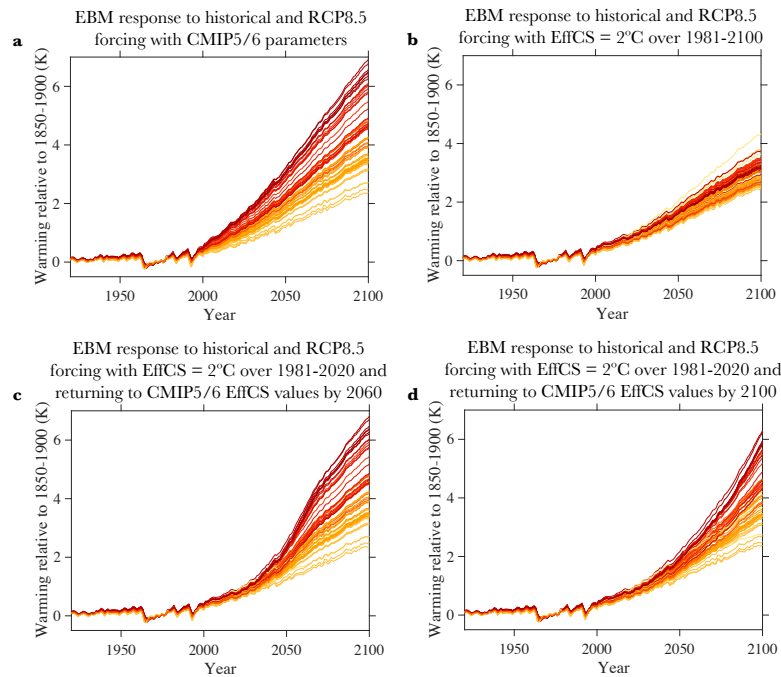 EBM response to historical and RCP8.5
a forcing with CMIP5/6 parameters
Warming relative to 1850-1900 (K)
6
4
2
0
1950 2000 2050 2100
Year
EBM response to historical and RCP8.5
b forcing with EffCS = 2°C over 1981-2100
Warming relative to 1850-1900 (K)
6
4
2
0
1950 2000 2050 2100
Year
EBM response to historical and RCP8.5
forcing with EffCS = 2°C over 1981-2020 and
c returning to CMIP5/6 EffCS values by 2060
Warming relative to 1850-1900 (K)
6
4
2
0
1950 2000 2050 2100
Year
EBM response to historical and RCP8.5
forcing with EffCS = 2°C over 1981-2020 and
d returning to CMIP5/6 EffCS values by 2100
Warming relative to 1850-1900 (K)
6
4
2
0
1950 2000 2050 2100
Year